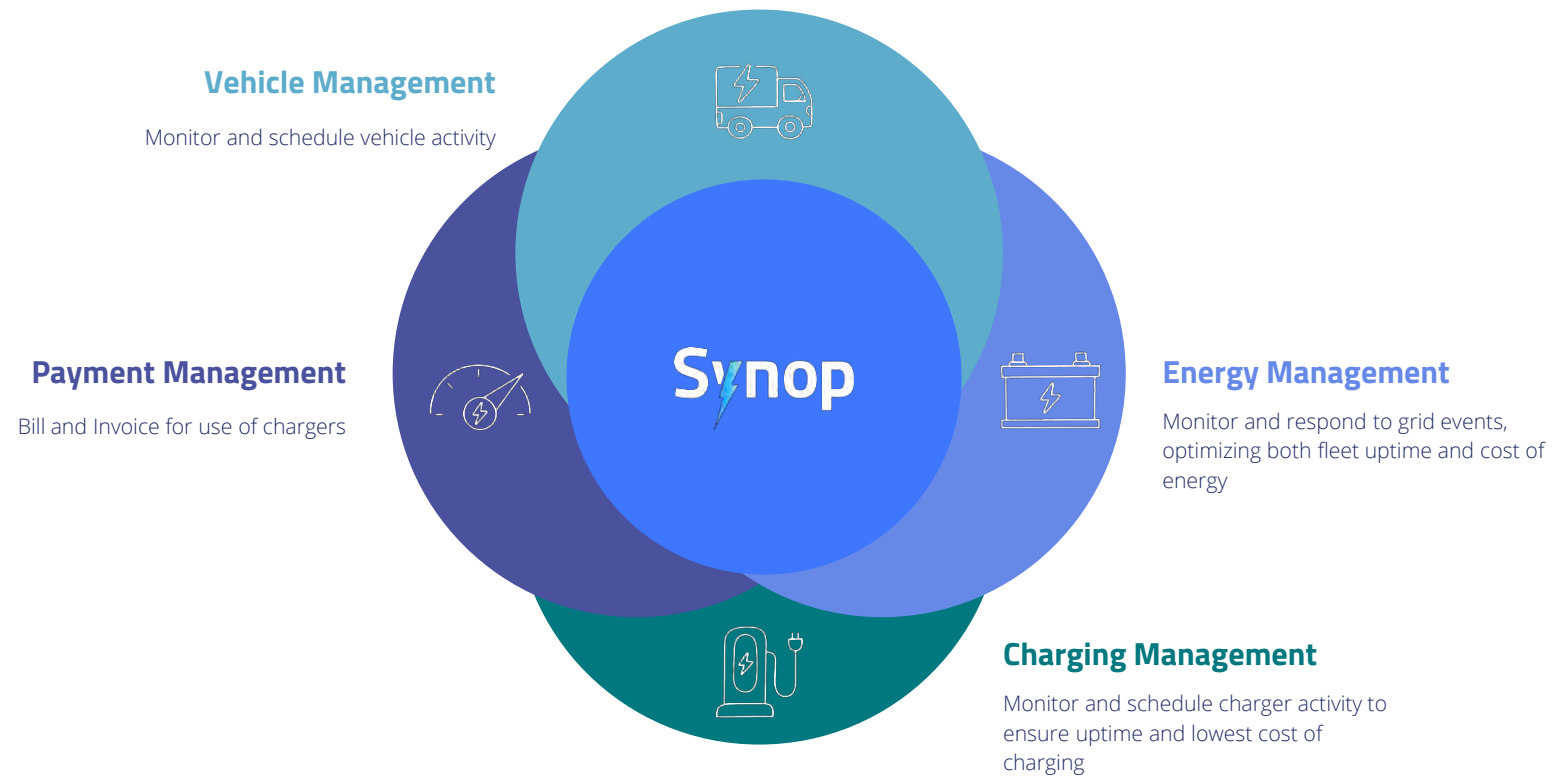 Vehicle Management
Monitor and schedule vehicle activity
Payment Management
Bill and Invoice for use of chargers
Synop
Energy Management
Monitor and respond to grid events,
optimizing both fleet uptime and cost of
energy
Charging Management
Monitor and schedule charger activity to
ensure uptime and lowest cost of
charging